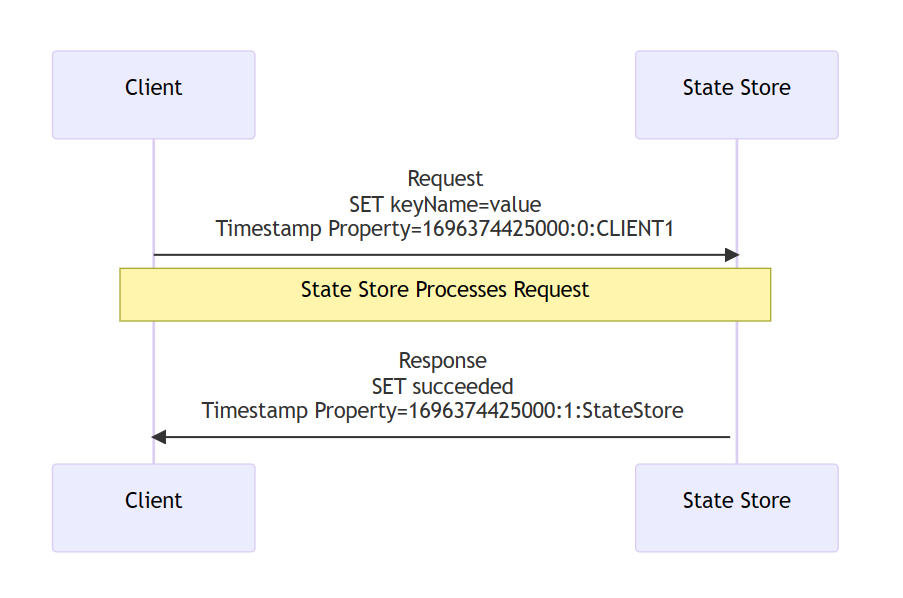 Client
State Store
Request
SET keyName=value
Timestamp Property=1696374425000:0:CLIENT1
State Store Processes Request
Response
SET succeeded
Timestamp Property=1696374425000:1:StateStore
Client
State Store